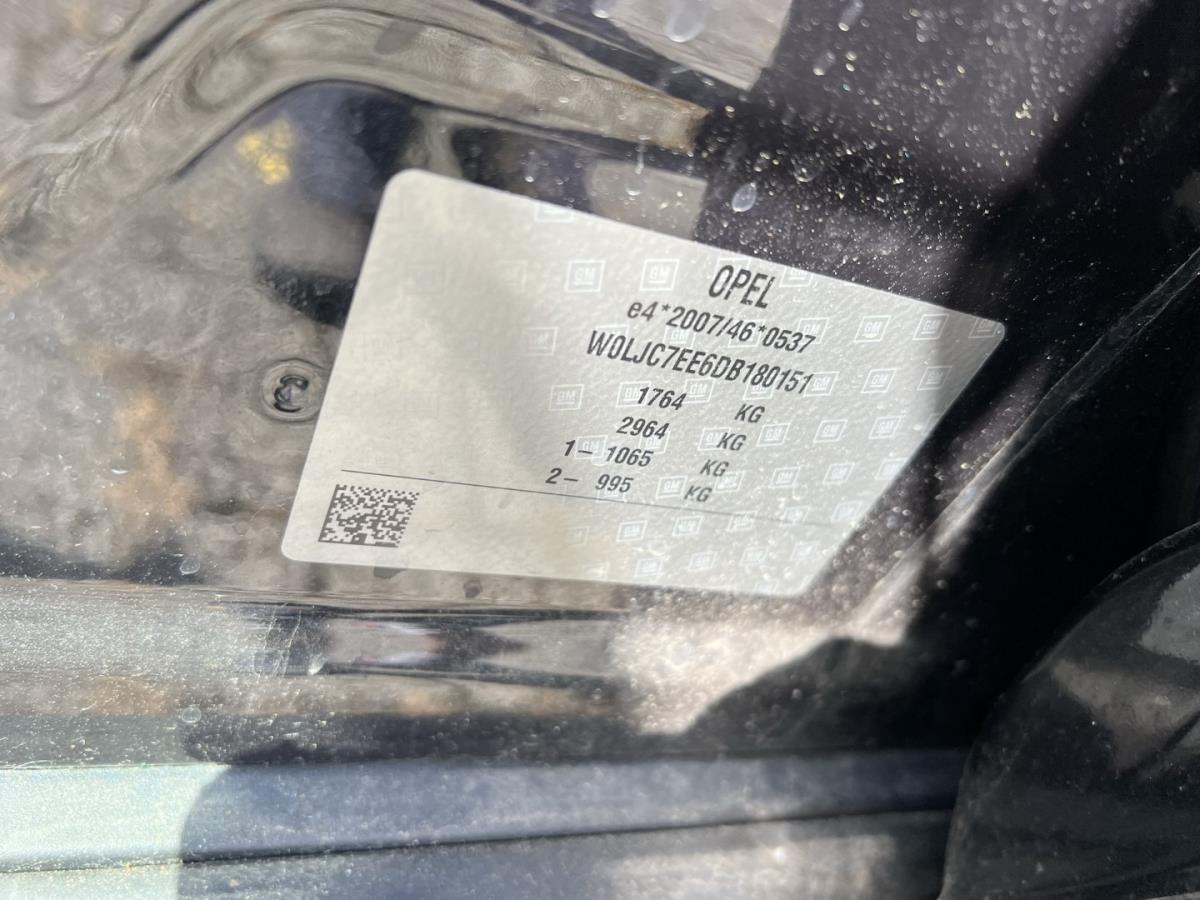 OPEL
e4*2007/46*0537
W0LJC7EE6DB180151
1764 KG
2964 KG
1– 1065 KG
2– 995 KG